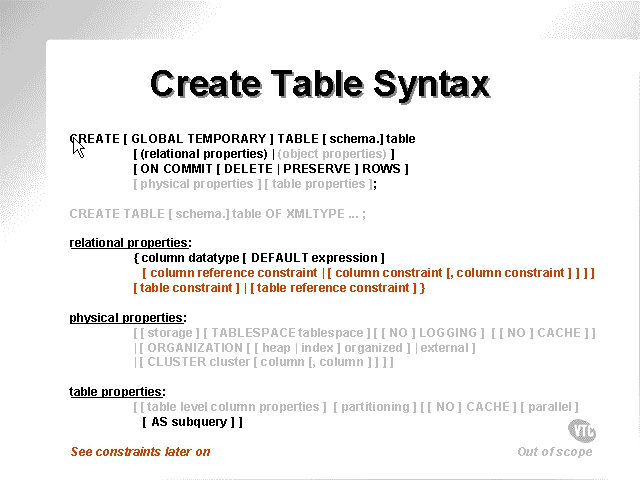 Create Table Syntax
CREATE [ GLOBAL TEMPORARY ] TABLE [ schema.] table
[ (relational properties) | (object properties) ]
[ ON COMMIT [ DELETE | PRESERVE ] ROWS ]
[ physical properties ] [ table properties ];
CREATE TABLE [ schema.] table OF XMLTYPE ... ;
relational properties:
{ column datatype [ DEFAULT expression ]
[ column reference constraint | [ column constraint [, column constraint ] ] ] ]
[ table constraint ] | [ table reference constraint ] }
physical properties:
[ [ storage ] [ TABLESPACE tablespace ] [ [ NO ] LOGGING ] [ [ NO ] CACHE ] ]
| [ ORGANIZATION [ [ heap | index ] organized ] | external ]
| [ CLUSTER cluster [ column [, column ] ] ] ]
table properties:
[ [ table level column properties ] [ partitioning ] [ [ NO ] CACHE ] [ parallel ]
[ AS subquery ] ]
VTC
See constraints later on
Out of scope